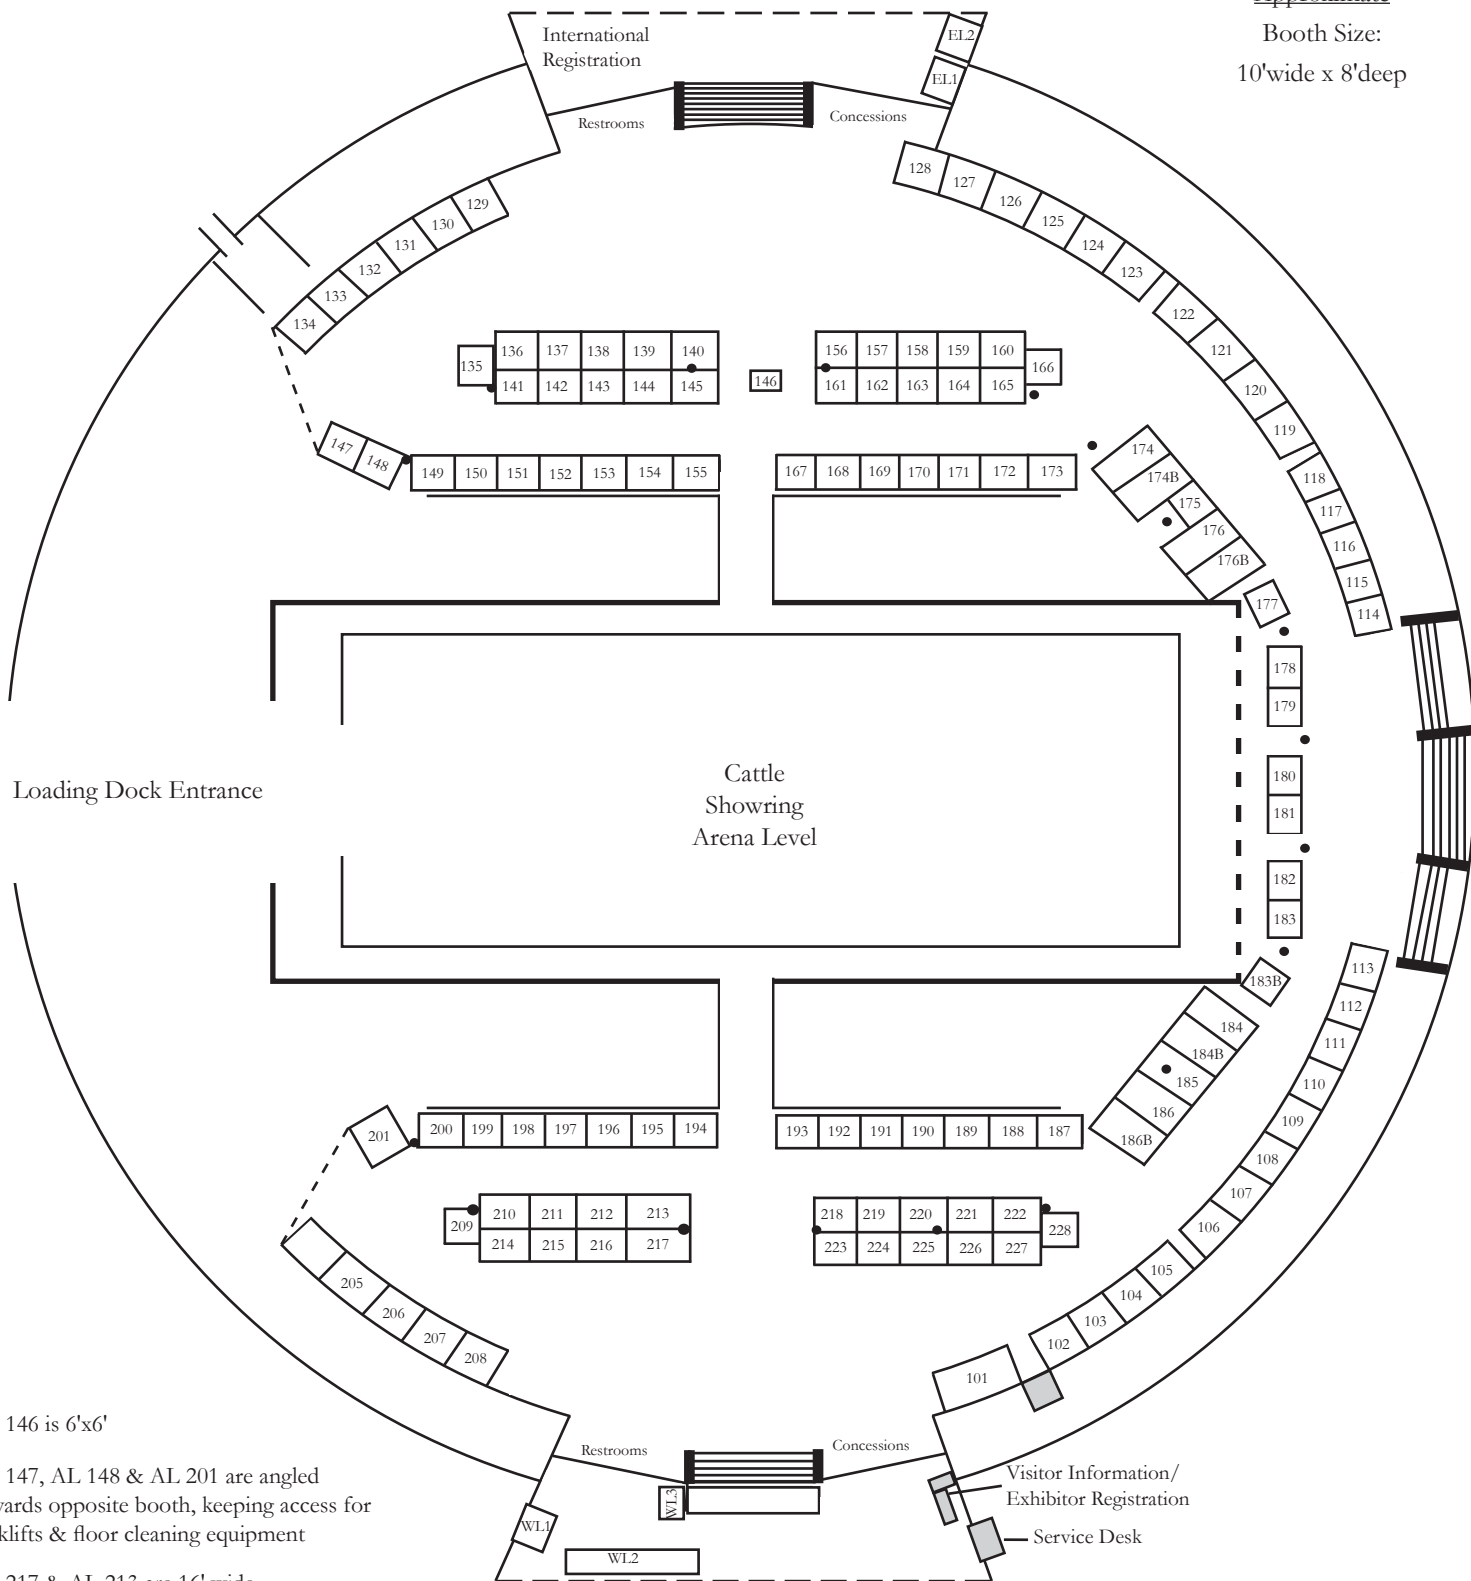 Booth Size:
10'wide x 8'deep
International
Registration
EL2
EL1
Restrooms
Concessions
128
127
126
125
124
123
122
121
120
119
118
117
116
115
114
129
130
131
132
133
134
135
136 137 138 139 140
141 142 143 144 145
146
156 157 158 159 160
161 162 163 164 165
166
147
148
149 150 151 152 153 154 155
167 168 169 170 171 172 173
174
174B
175
176
176B
177
178
179
180
181
182
183
183B
Loading Dock Entrance
Cattle
Showring
Arena Level
113
112
111
110
109
108
107
106
105
104
103
102
101
184
184B
185
186
186B
201
200 199 198 197 196 195 194
193 192 191 190 189 188 187
209
210 211 212 213
214 215 216 217
218 219 220 221 222
223 224 225 226 227
228
205
206
207
208
146 is 6'x6'
147, AL 148 & AL 201 are angled
opposite booth, keeping access for
& floor cleaning equipment
Restrooms
Concessions
WL3
WL1
WL2
Visitor Information/
Exhibitor Registration
Service Desk